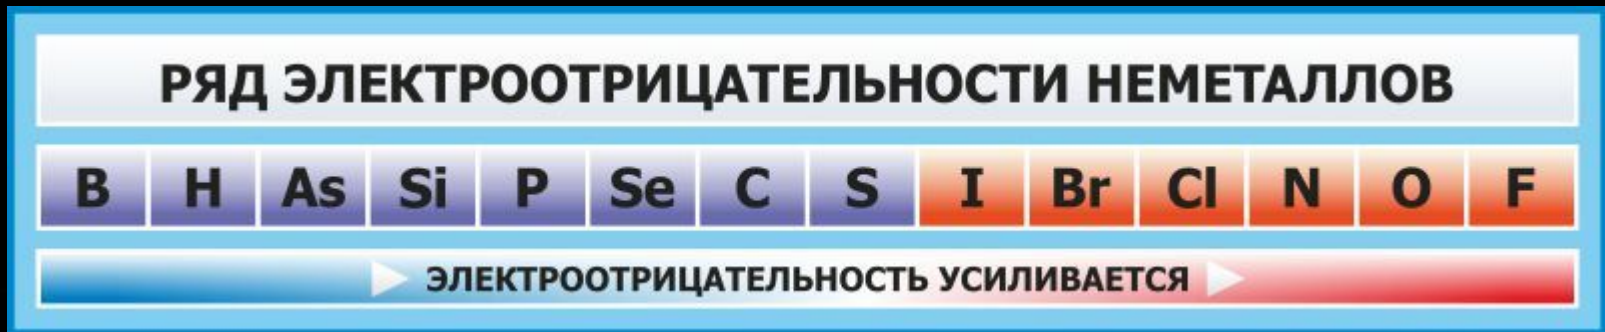 РЯД ЭЛЕКТРООТРИЦАТЕЛЬНОСТИ НЕМЕТАЛЛОВ
B H As Si P Se C S I Br Cl N O F
ЭЛЕКТРООТРИЦАТЕЛЬНОСТЬ УСИЛИВАЕТСЯ